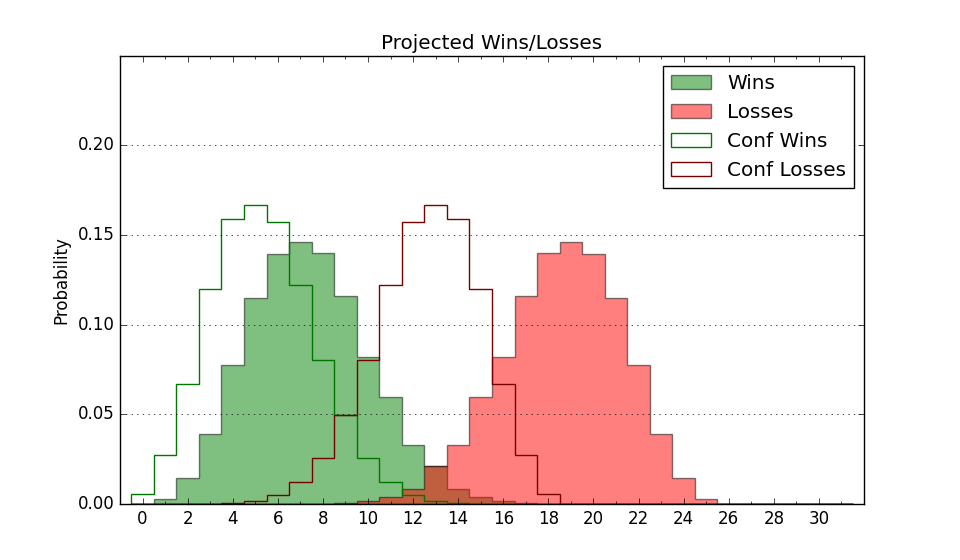 Projected Wins/Losses
Wins
Losses
Conf Wins
Conf Losses
Probability
0.20
0.15
0.10
0.05
0.00
0 2 4 6 8 10 12 14 16 18 20 22 24 26 28 30